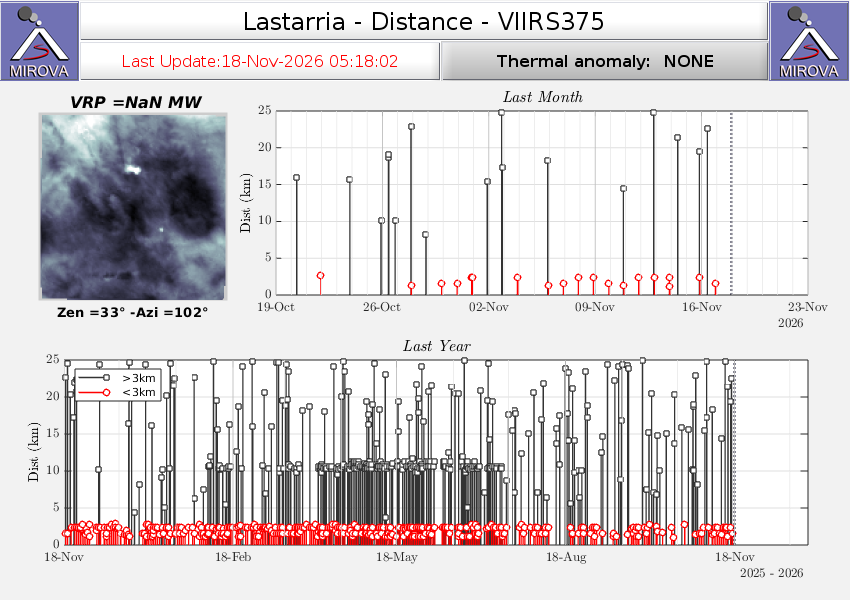 MIROVA
Lastarria - Distance - VIIRS375
Last Update:18-Nov-2026 05:18:02
Thermal anomaly: NONE
MIROVA
VRP =NaN MW
Zen =33° -Azi =102°
Last Month
Dist (km)
25
20
15
10
5
0
19-Oct
26-Oct
02-Nov
09-Nov
16-Nov
23-Nov
2026
Last Year
Dist (km)
25
20
15
10
5
0
>3km
<3km
18-Nov
18-Feb
18-May
18-Aug
18-Nov
2025 - 2026